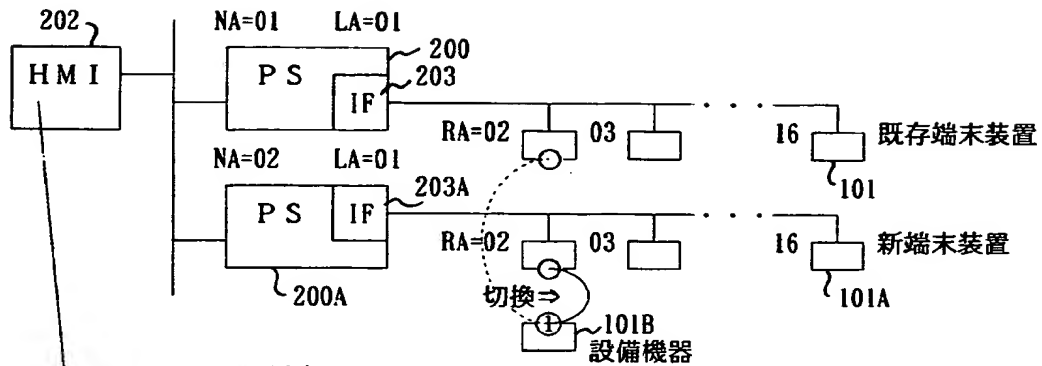 202
NA=01 LA=01
HMI
PS
IF
200
203
RA=02 03 16
既存端末装置
101
NA=02 LA=01
PS
IF
203A
200A
RA=02 03 16
新端末装置
101A
切換⇒
1
101B
設備機器